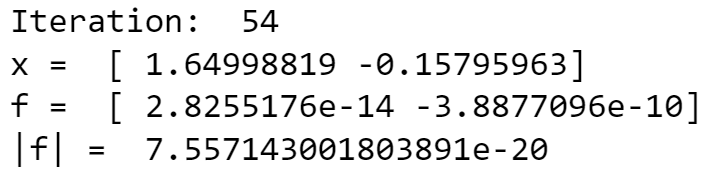 Iteration:  54
x =  [ 1.64998819 -0.15795963]
f =  [ 2.8255176e-14 -3.8877096e-10]
|f| =  7.557143001803891e-20